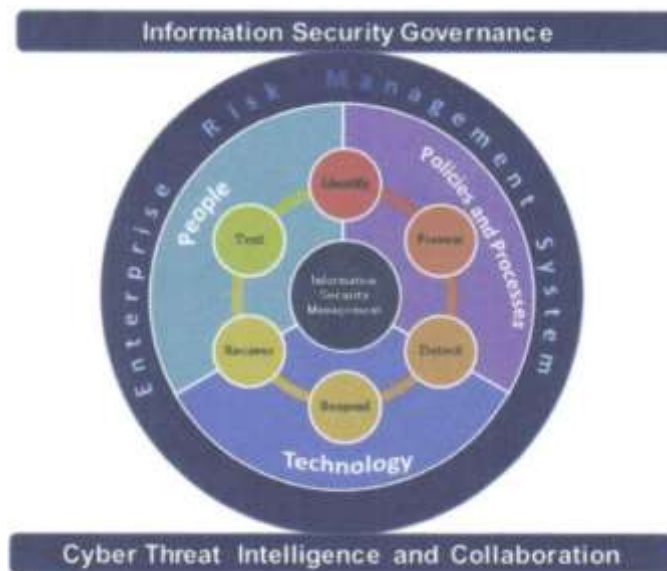 Information Security Governance
Enterprise Risk Management System
People
Policies and Processes
Identify
Test
Prevent
Information
Security
Management
Recover
Detect
Respond
Technology
Cyber Threat Intelligence and Collaboration